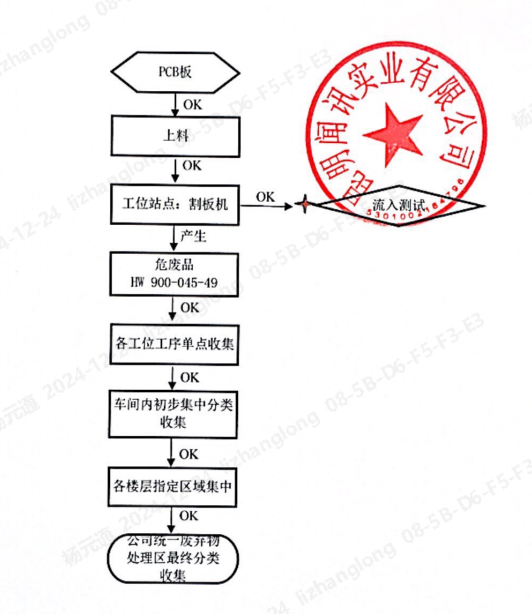 PCB板
OK
上料
OK
工位站点：割板机
OK
流入测试
产生
危废品
HW 900-045-49
OK
各工位工序单点收集
OK
车间内初步集中分类
收集
OK
各楼层指定区域集中
OK
公司统一废弃物
处理区最终分类
收集
昆明闻讯实业有限公司
杨元通 2024-12-24 lizhanglong 08-5B-D6-F5-F3-E3